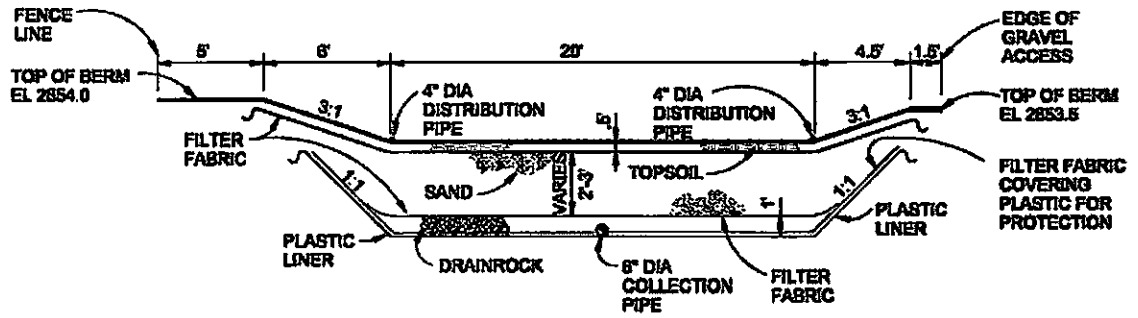 FENCE
LINE
5'
6'
20'
4.5'
1.5'
EDGE OF
GRAVEL
ACCESS
TOP OF BERM
EL 2654.0
3:1
4" DIA
DISTRIBUTION
PIPE
4" DIA
DISTRIBUTION
PIPE
3:1
TOP OF BERM
EL 2653.5
.5'
FILTER
FABRIC
SAND
VARIES
2'-3'
TOPSOIL
FILTER FABRIC
COVERING
PLASTIC FOR
PROTECTION
1:1
1'
1:1
PLASTIC
LINER
PLASTIC
LINER
DRAINROCK
6" DIA
COLLECTION
PIPE
FILTER
FABRIC